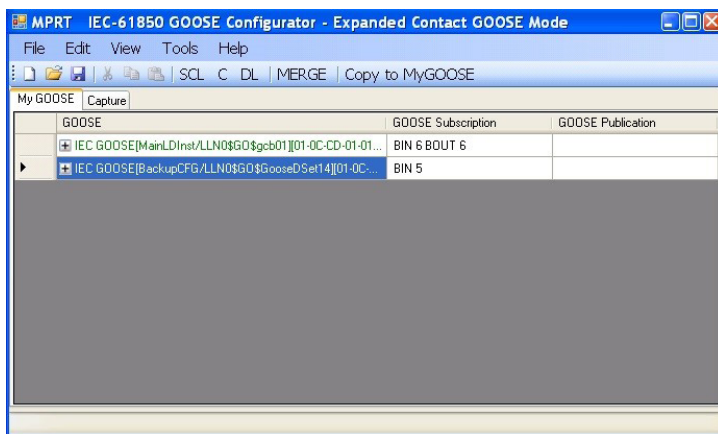 MPRT IEC-61850 GOOSE Configurator - Expanded Contact GOOSE Mode
File Edit View Tools Help
SCL C DL MERGE Copy to MyGOOSE
My GOOSE Capture
GOOSE GOOSE Subscription GOOSE Publication
IEC GOOSE[MainLDInst/LLN0$GO$gcb01][01-0C-CD-01-01... BIN 6 BOUT 6
IEC GOOSE[BackupCFG/LLN0$GO$GooseDSet14][01-0C-... BIN 5